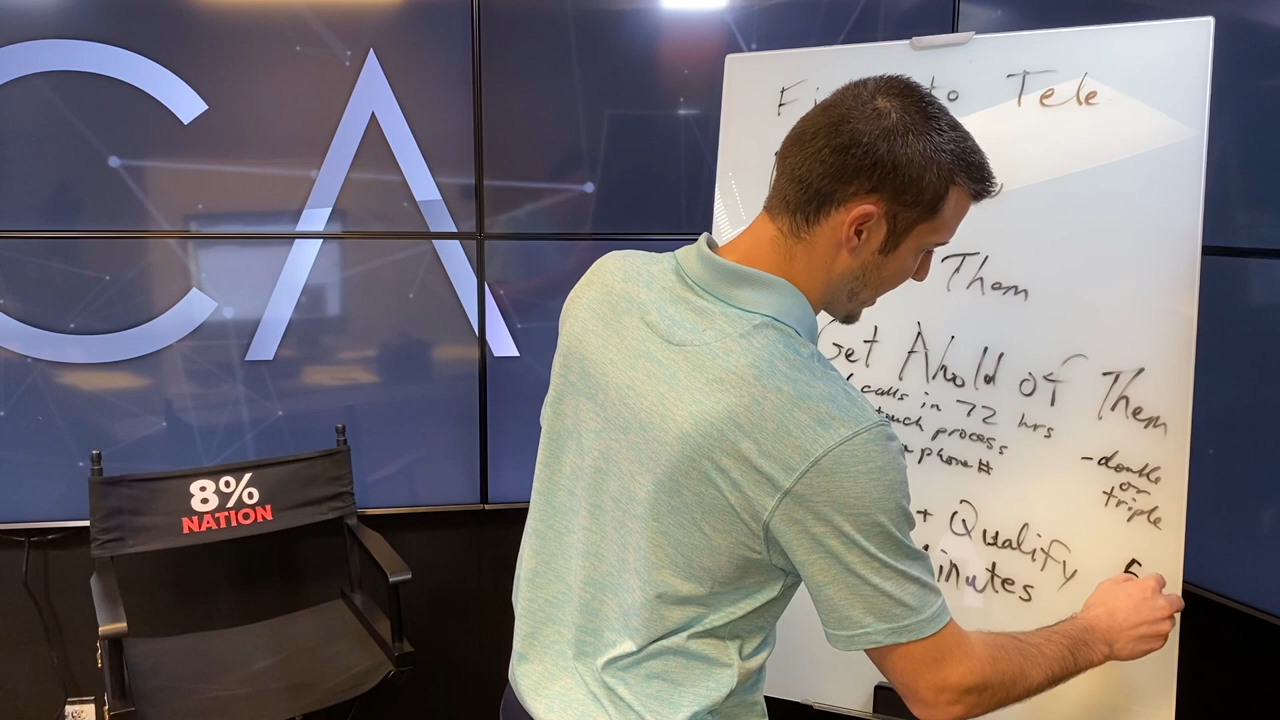 CA
8%
NATION
to Tele
Them
Get Ahold of Them
calls in 72 hrs
touch process
phone #
-double
or
triple
+ Qualify
Minutes
5